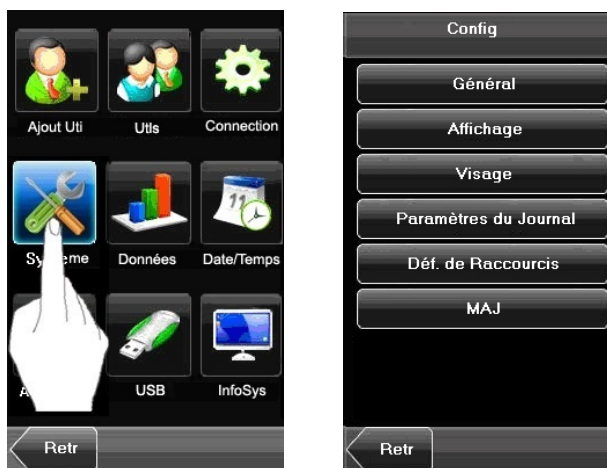 Ajout Uti Utls Connection
Données Date/Temps
USB InfoSys
Retr
Config
Général
Affichage
Visage
Paramètres du Journal
Déf. de Raccourcis
MAJ
Retr